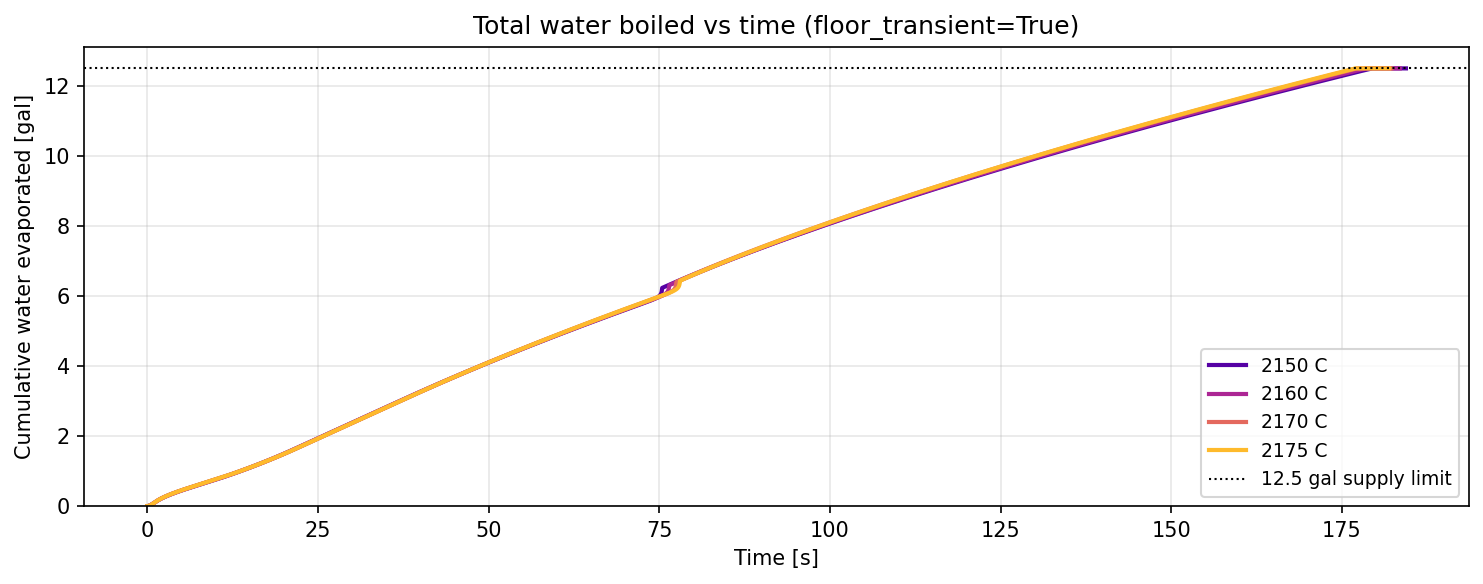 Total water boiled vs time (floor_transient=True)
Cumulative water evaporated [gal]
12
10
8
6
4
2
0
0 25 50 75 100 125 150 175
Time [s]
2150 C
2160 C
2170 C
2175 C
12.5 gal supply limit